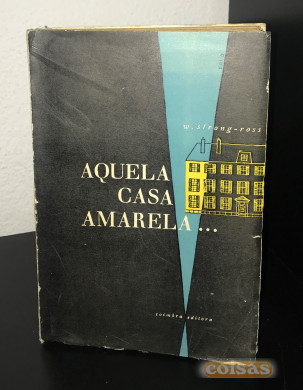 w. strong-ross
AQUELA
CASA
AMARELA...
coimbra editora
coisas